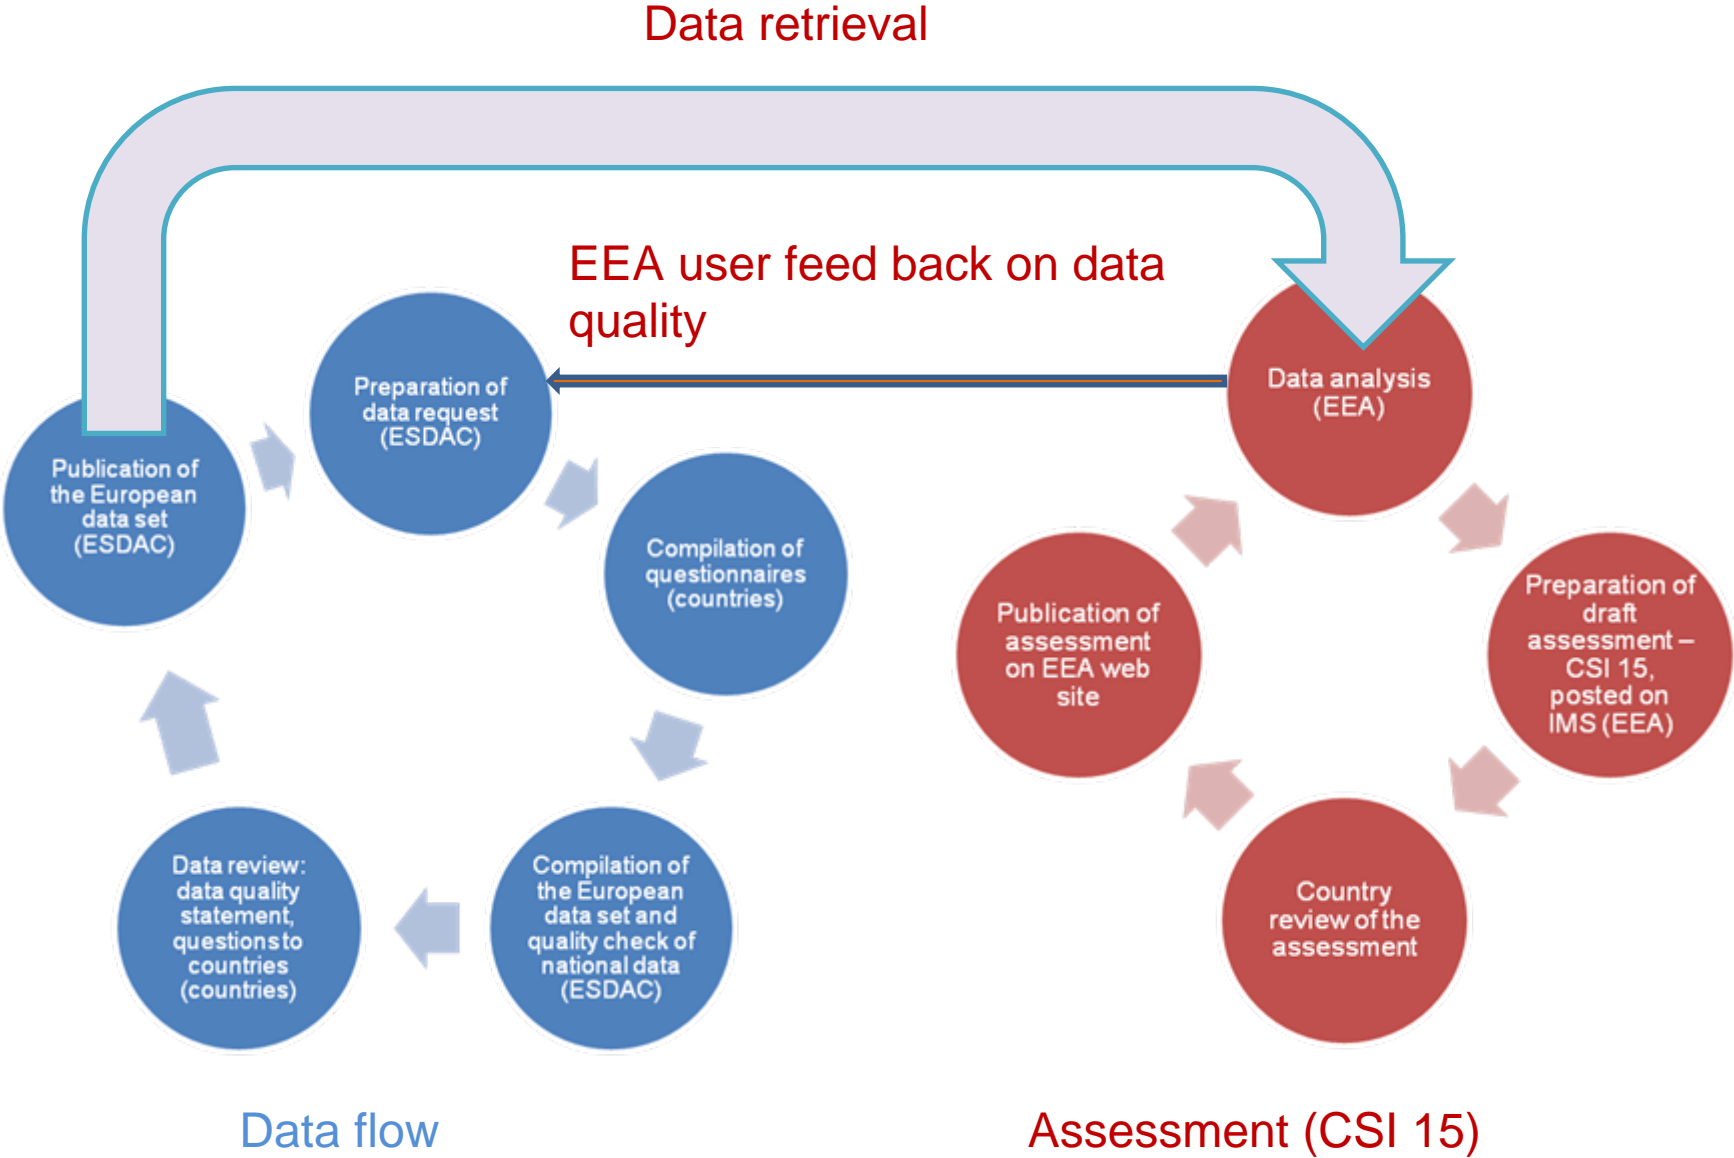 Data retrieval
EEA user feed back on data
quality
Preparation of
data request
(ESDAC)
Publication of
the European
data set
(ESDAC)
Compilation of
questionnaires
(countries)
Compilation of
the European
data set and
quality check of
national data
(ESDAC)
Data review:
data quality
statement,
questions to
countries
(countries)
Data analysis
(EEA)
Preparation of
draft
assessment –
CSI 15,
posted on
IMS (EEA)
Country
review of the
assessment
Publication of
assessment
on EEA web
site
Data flow
Assessment (CSI 15)